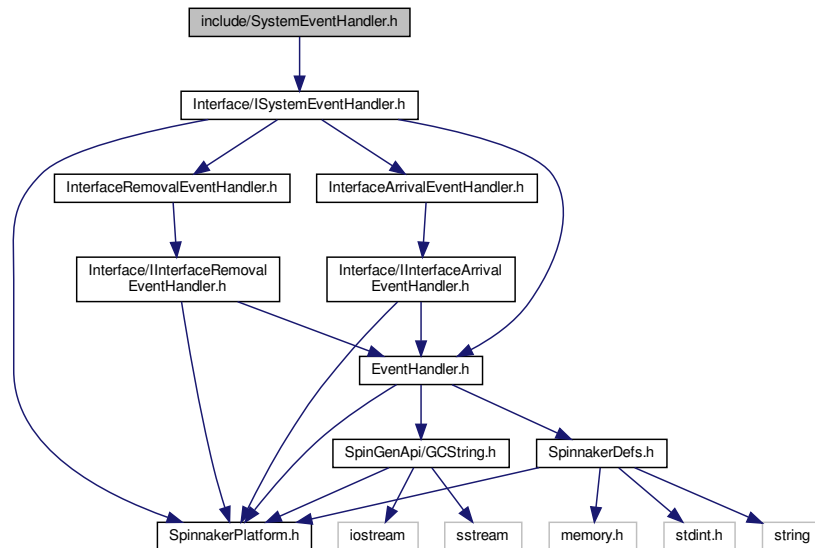 include/SystemEventHandler.h
Interface/ISystemEventHandler.h
InterfaceRemovalEventHandler.h
InterfaceArrivalEventHandler.h
Interface/IInterfaceRemoval
EventHandler.h
Interface/IInterfaceArrival
EventHandler.h
EventHandler.h
SpinGenApi/GCString.h
SpinnakerDefs.h
SpinnakerPlatform.h
iostream
sstream
memory.h
stdint.h
string